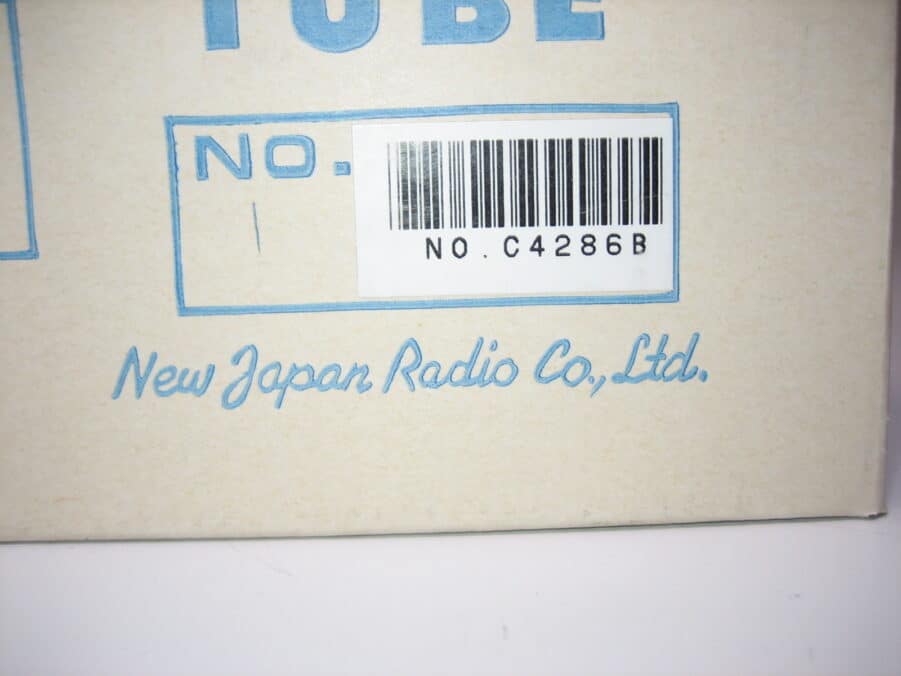 TUBE
NO.
NO. C4286B
New Japan Radio Co., Ltd.